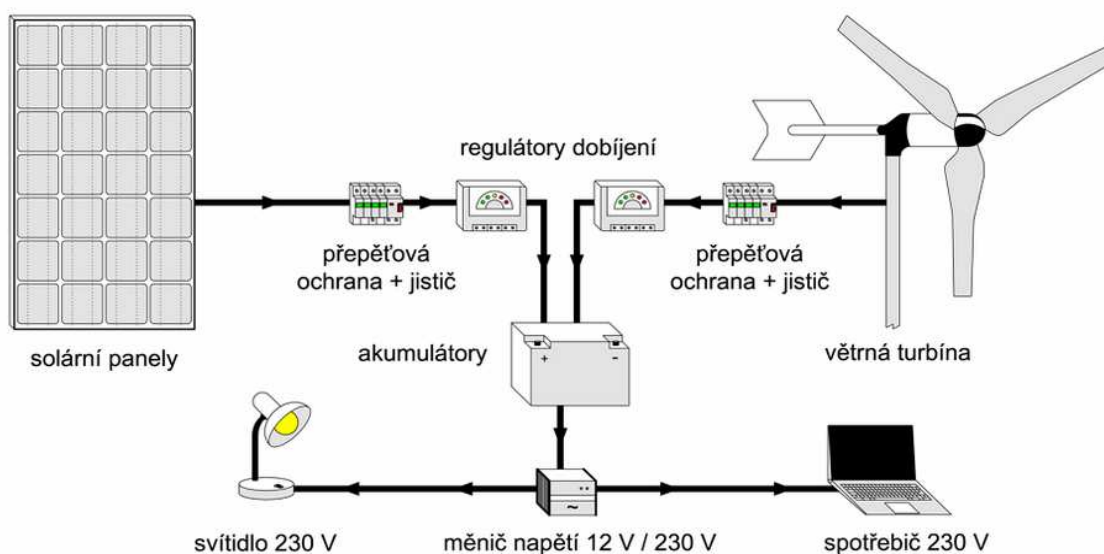 regulátory dobíjení
přepěťová
ochrana + jistič
přepěťová
ochrana + jistič
solární panely
akumulátory
větrná turbína
+ -
~
svítidlo 230 V
měnič napětí 12 V / 230 V
spotřebič 230 V